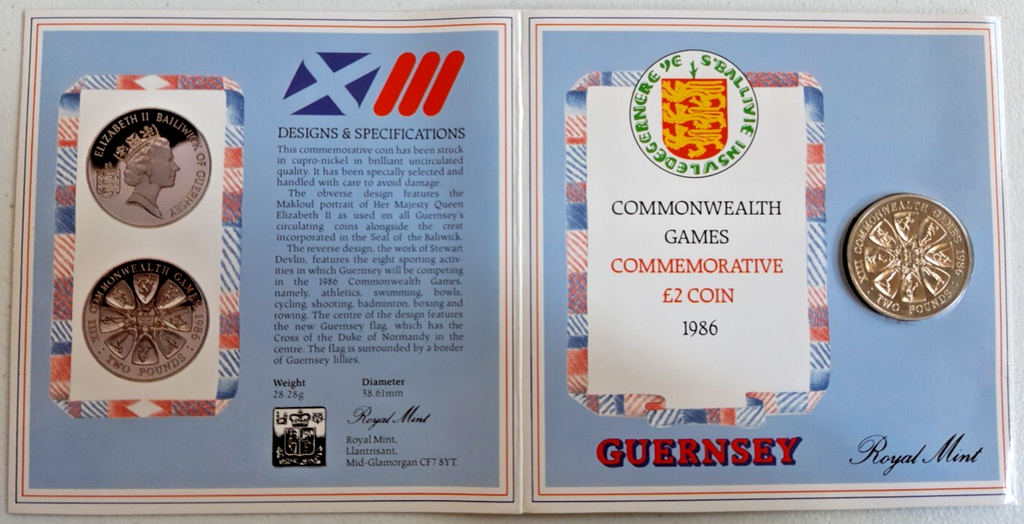 ELIZABETH II BAILIWICK OF GUERNSEY
XIII COMMONWEALTH GAMES 1986
TWO POUNDS
DESIGNS & SPECIFICATIONS
This commemorative coin has been struck
in cupro-nickel in brilliant uncirculated
quality. It has been specially selected and
handled with care to avoid damage.
The obverse design features the
Maklouf portrait of Her Majesty Queen
Elizabeth II as used on all Guernsey's
circulating coins alongside the crest
incorporated in the Seal of the Baliwick.
The reverse design, the work of Stewart
Devlin, features the eight sporting activ-
ities in which Guernsey will be competing
in the 1986 Commonwealth Games,
namely, athletics, swimming, bowls,
cycling, shooting, badminton, boxing and
rowing. The centre of the design features
the new Guernsey flag, which has the
Cross of the Duke of Normandy in the
centre. The flag is surrounded by a border
of Guernsey lillies.
Weight Diameter
28.28g 38.61mm
Royal Mint
Royal Mint,
Llantrisant,
Mid-Glamorgan CF7 8YT.
S'BALLIVIE INSVLE DE GERNEREYE
COMMONWEALTH
GAMES
COMMEMORATIVE
£2 COIN
1986
GUERNSEY
Royal Mint
XIII COMMONWEALTH GAMES 1986
TWO POUNDS